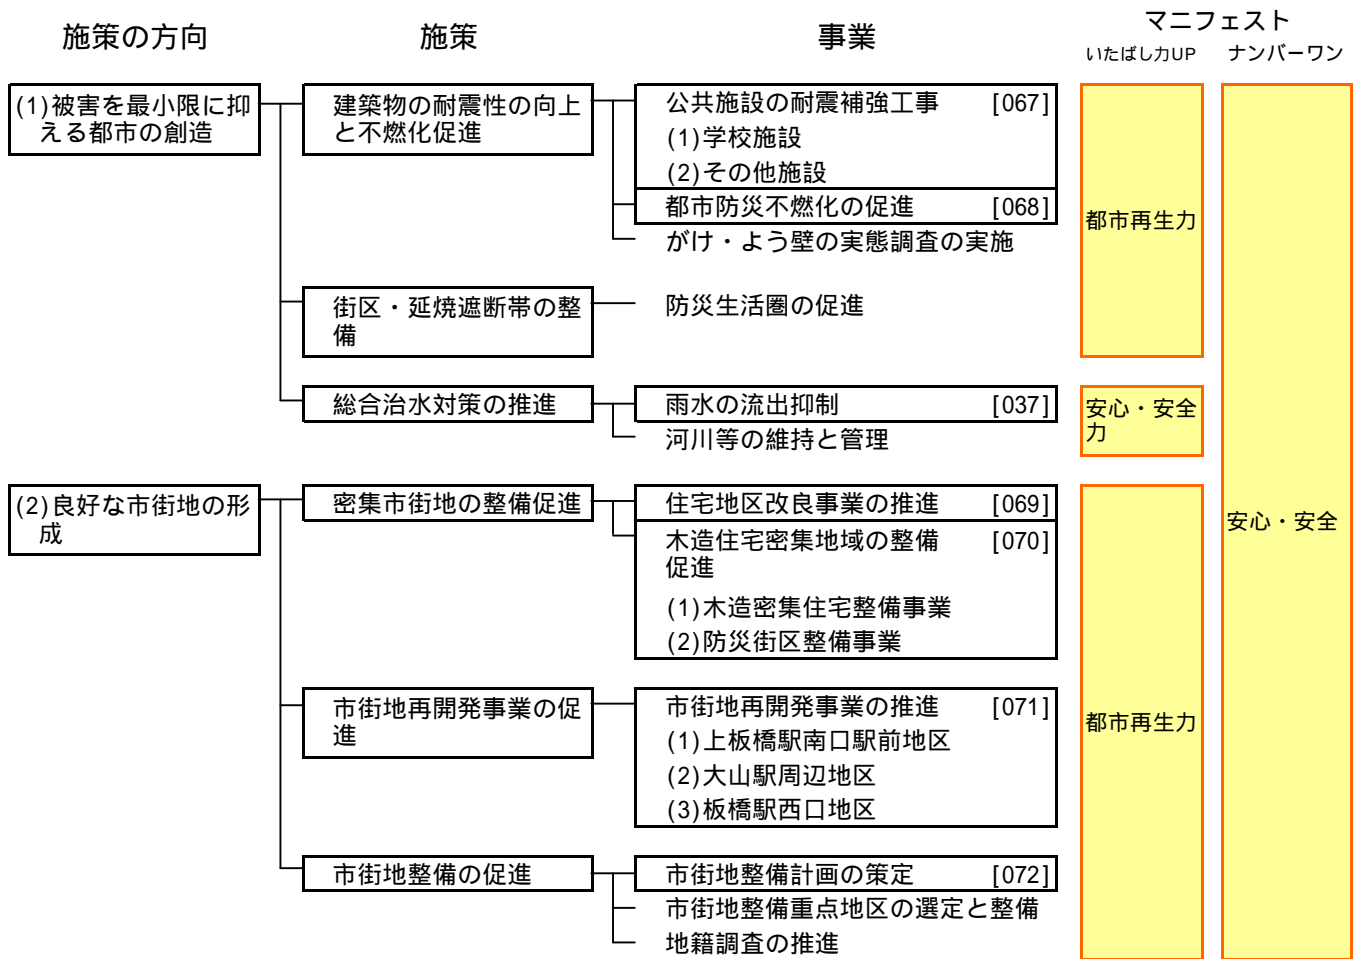 施策の方向
施策
事業
マニフェスト
いたばし力UP
ナンバーワン
(1)被害を最小限に抑
える都市の創造
建築物の耐震性の向上
と不燃化促進
公共施設の耐震補強工事 [067]
(1)学校施設
(2)その他施設
都市防災不燃化の促進 [068]
がけ・よう壁の実態調査の実施
都市再生力
街区・延焼遮断帯の整
備
防災生活圏の促進
総合治水対策の推進
雨水の流出抑制 [037]
河川等の維持と管理
安心・安全
力
(2)良好な市街地の形
成
密集市街地の整備促進
住宅地区改良事業の推進 [069]
木造住宅密集地域の整備 [070]
促進
(1)木造密集住宅整備事業
(2)防災街区整備事業
安心・安全
市街地再開発事業の促
進
市街地再開発事業の推進 [071]
(1)上板橋駅南口駅前地区
(2)大山駅周辺地区
(3)板橋駅西口地区
都市再生力
市街地整備の促進
市街地整備計画の策定 [072]
市街地整備重点地区の選定と整備
地籍調査の推進